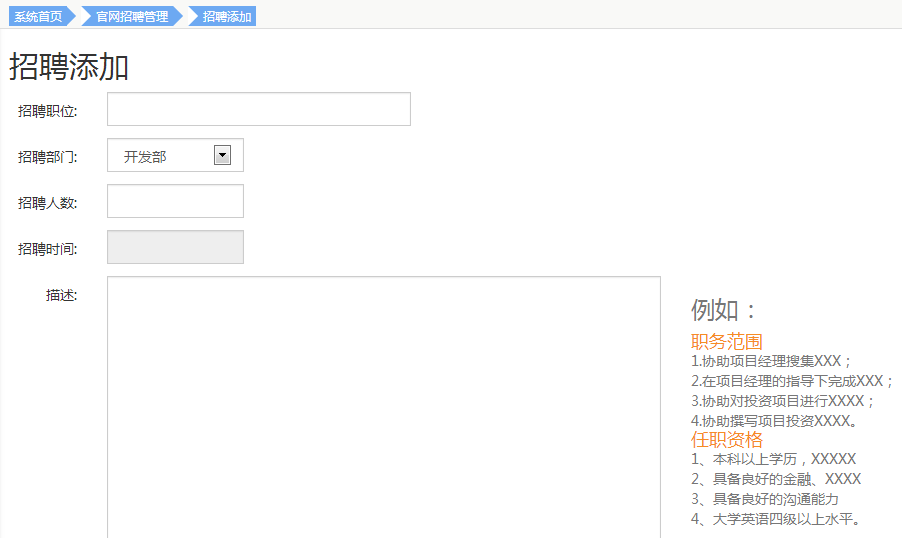 系统首页 官网招聘管理 招聘添加
招聘添加
招聘职位:
招聘部门: 开发部
招聘人数:
招聘时间:
描述:
例如：
职务范围
1.协助项目经理搜集XXX；
2.在项目经理的指导下完成XXX；
3.协助对投资项目进行XXXX；
4.协助撰写项目投资XXXX。
任职资格
1、本科以上学历，XXXXX
2、具备良好的金融、XXXX
3、具备良好的沟通能力
4、大学英语四级以上水平。